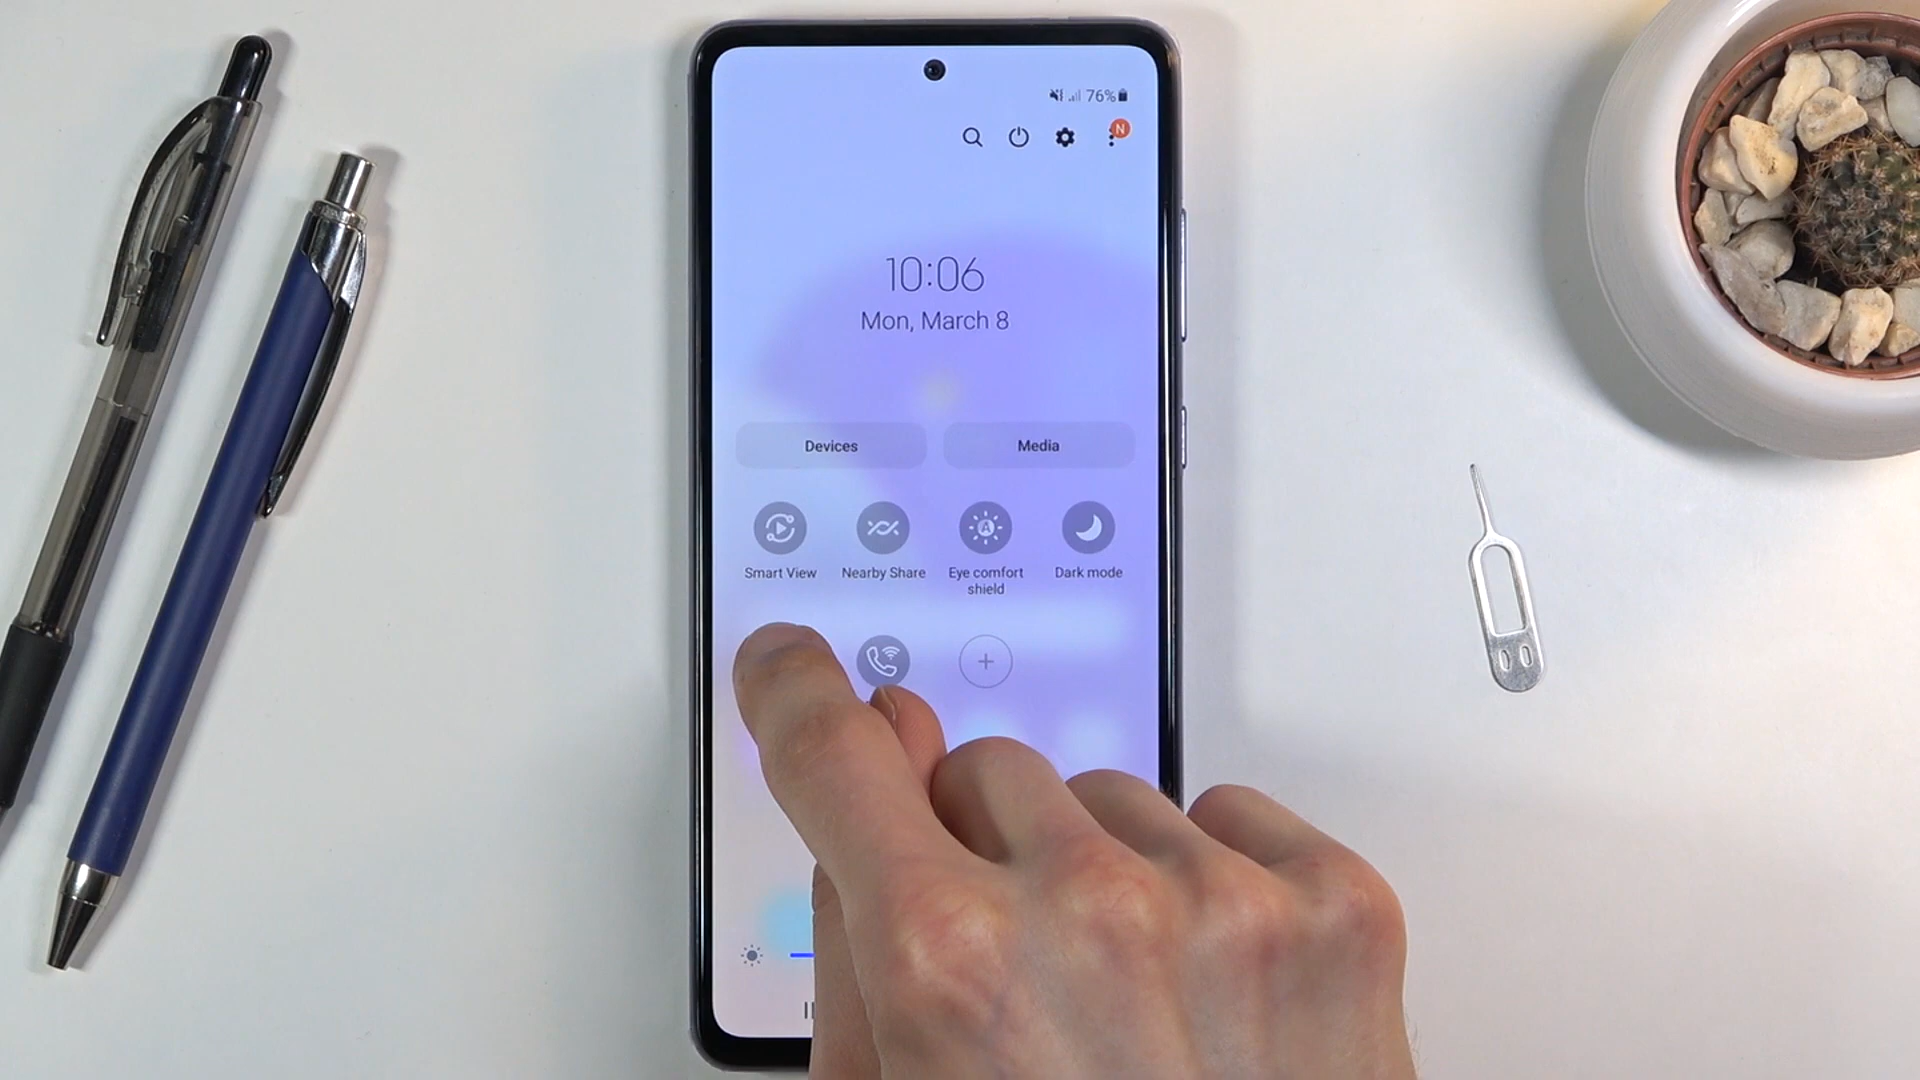 76%
N
10:06
Mon, March 8
Devices
Media
Smart View
Nearby Share
Eye comfort
shield
Dark mode